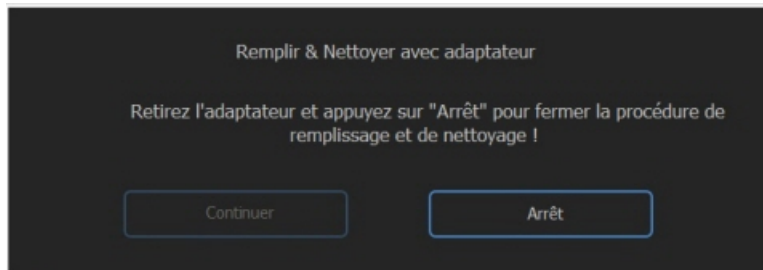 Remplir & Nettoyer avec adaptateur
Retirez l'adaptateur et appuyez sur "Arrêt" pour fermer la procédure de
remplissage et de nettoyage !
Continuer
Arrêt